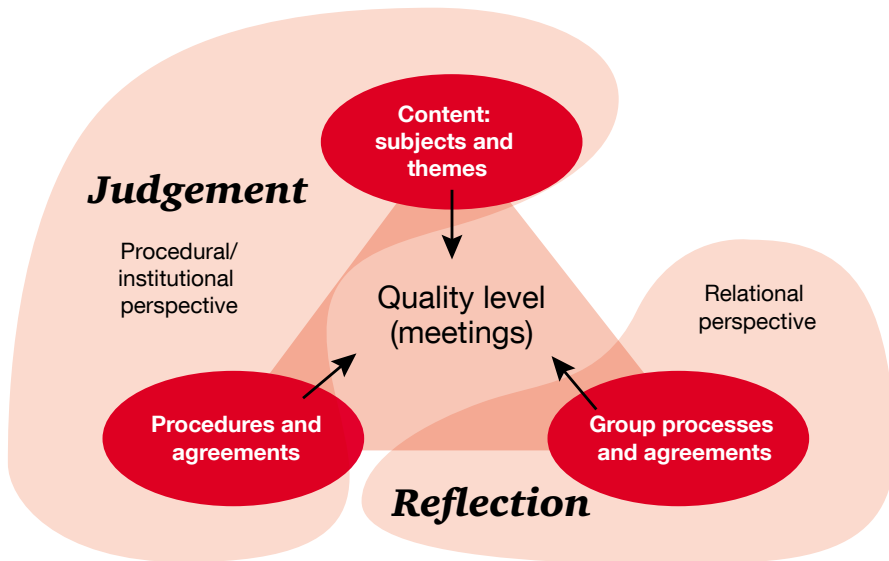 Content:
subjects and
themes
Judgement
Procedural/
institutional
perspective
Quality level
(meetings)
Relational
perspective
Procedures and
agreements
Group processes
and agreements
Reflection